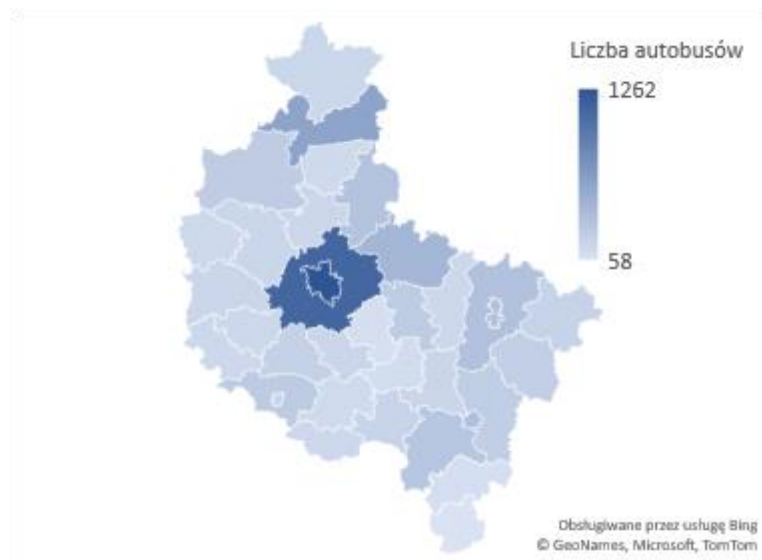 Liczba autobusów
1262
58
Obsługiwane przez usługę Bing
© GeoNames, Microsoft, TomTom